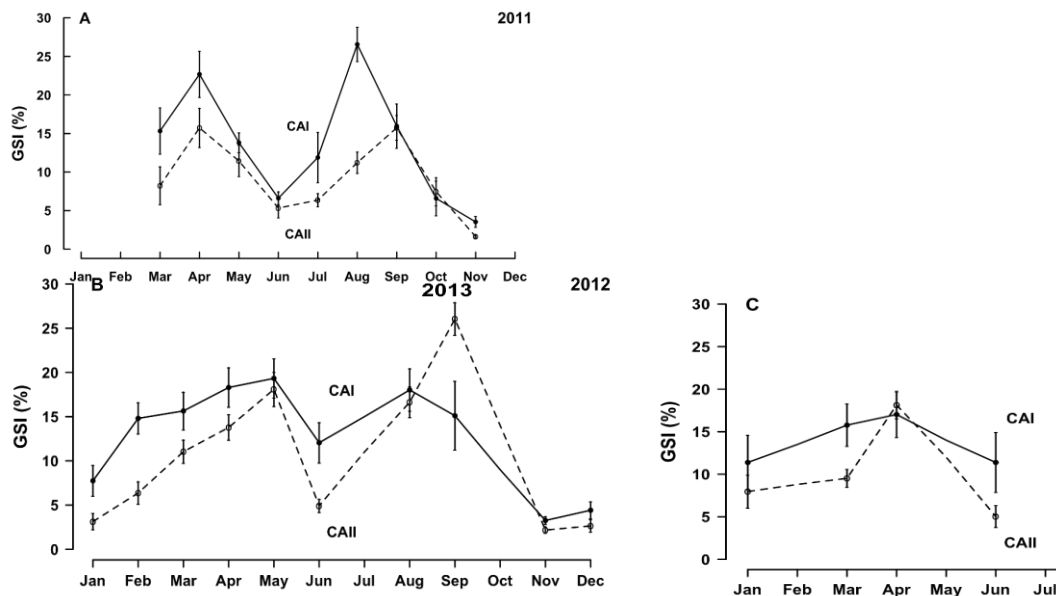 A 2011
30
25
20
15
10
5
0
GSI (%)
CAI
CAII
Jan Feb Mar Apr May Jun Jul Aug Sep Oct Nov Dec
B 2013 2012
30
25
20
15
10
5
0
GSI (%)
CAI
CAII
Jan Feb Mar Apr May Jun Jul Aug Sep Oct Nov Dec
C
30
25
20
15
10
5
0
GSI (%)
CAI
CAII
Jan Feb Mar Apr May Jun Jul